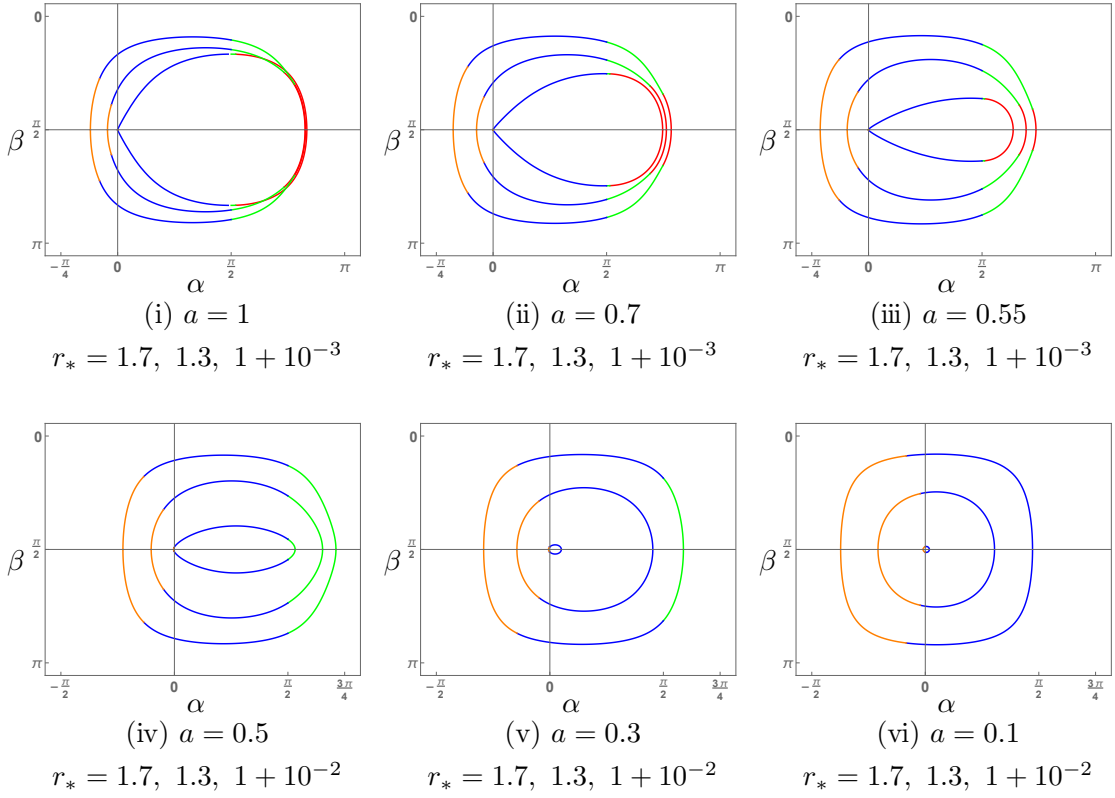 0
β π/2
π
−π/4 0 π/2 π
α
(i) a = 1
r* = 1.7, 1.3, 1 + 10⁻³
0
β π/2
π
−π/4 0 π/2 π
α
(ii) a = 0.7
r* = 1.7, 1.3, 1 + 10⁻³
0
β π/2
π
−π/4 0 π/2 π
α
(iii) a = 0.55
r* = 1.7, 1.3, 1 + 10⁻³
0
β π/2
π
−π/2 0 π/2 3π/4
α
(iv) a = 0.5
r* = 1.7, 1.3, 1 + 10⁻²
0
β π/2
π
−π/2 0 π/2 3π/4
α
(v) a = 0.3
r* = 1.7, 1.3, 1 + 10⁻²
0
β π/2
π
−π/2 0 π/2 3π/4
α
(vi) a = 0.1
r* = 1.7, 1.3, 1 + 10⁻²